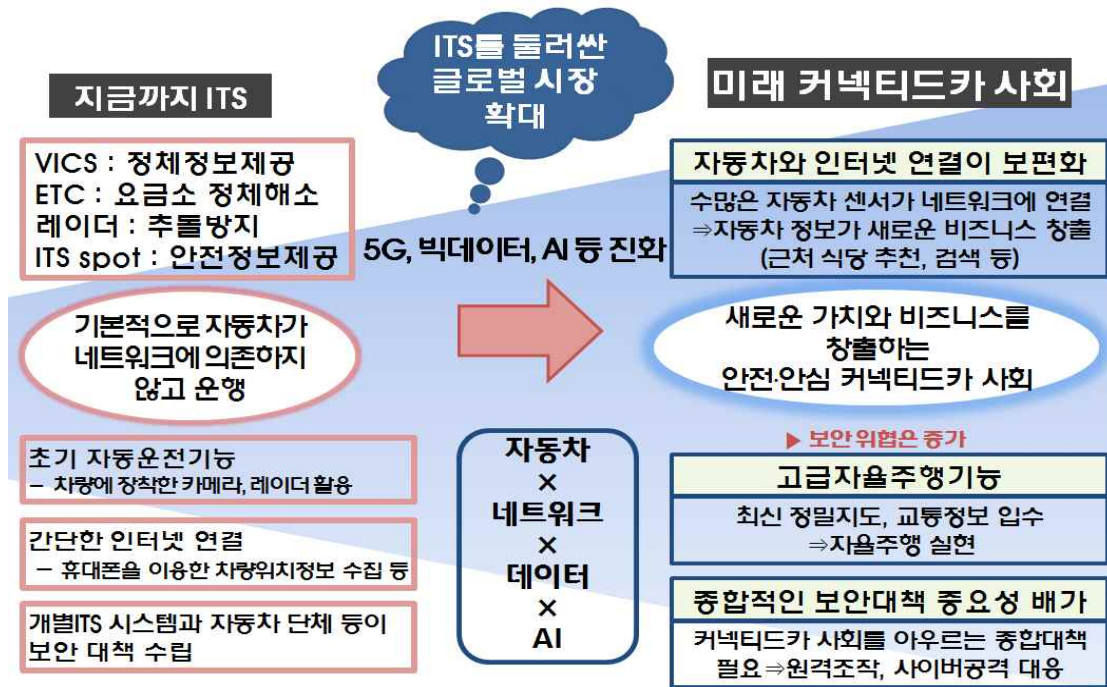 ITS를 둘러싼
글로벌 시장
확대
지금까지 ITS
VICS : 정체정보제공
ETC : 요금소 정체해소
레이더 : 추돌방지
ITS spot : 안전정보제공
기본적으로 자동차가
네트워크에 의존하지
않고 운행
초기 자동운전기능
– 차량에 장착한 카메라, 레이더 활용
간단한 인터넷 연결
– 휴대폰을 이용한 차량위치정보 수집 등
개별ITS 시스템과 자동차 단체 등이
보안 대책 수립
5G, 빅데이터, AI 등 진화
자동차
×
네트워크
×
데이터
×
AI
미래 커넥티드카 사회
자동차와 인터넷 연결이 보편화
수많은 자동차 센서가 네트워크에 연결
⇒자동차 정보가 새로운 비즈니스 창출
(근처 식당 추천, 검색 등)
새로운 가치와 비즈니스를
창출하는
안전·안심 커넥티드카 사회
▶ 보안 위협은 증가
고급자율주행기능
최신 정밀지도, 교통정보 입수
⇒자율주행 실현
종합적인 보안대책 중요성 배가
커넥티드카 사회를 아우르는 종합대책
필요⇒원격조작, 사이버공격 대응